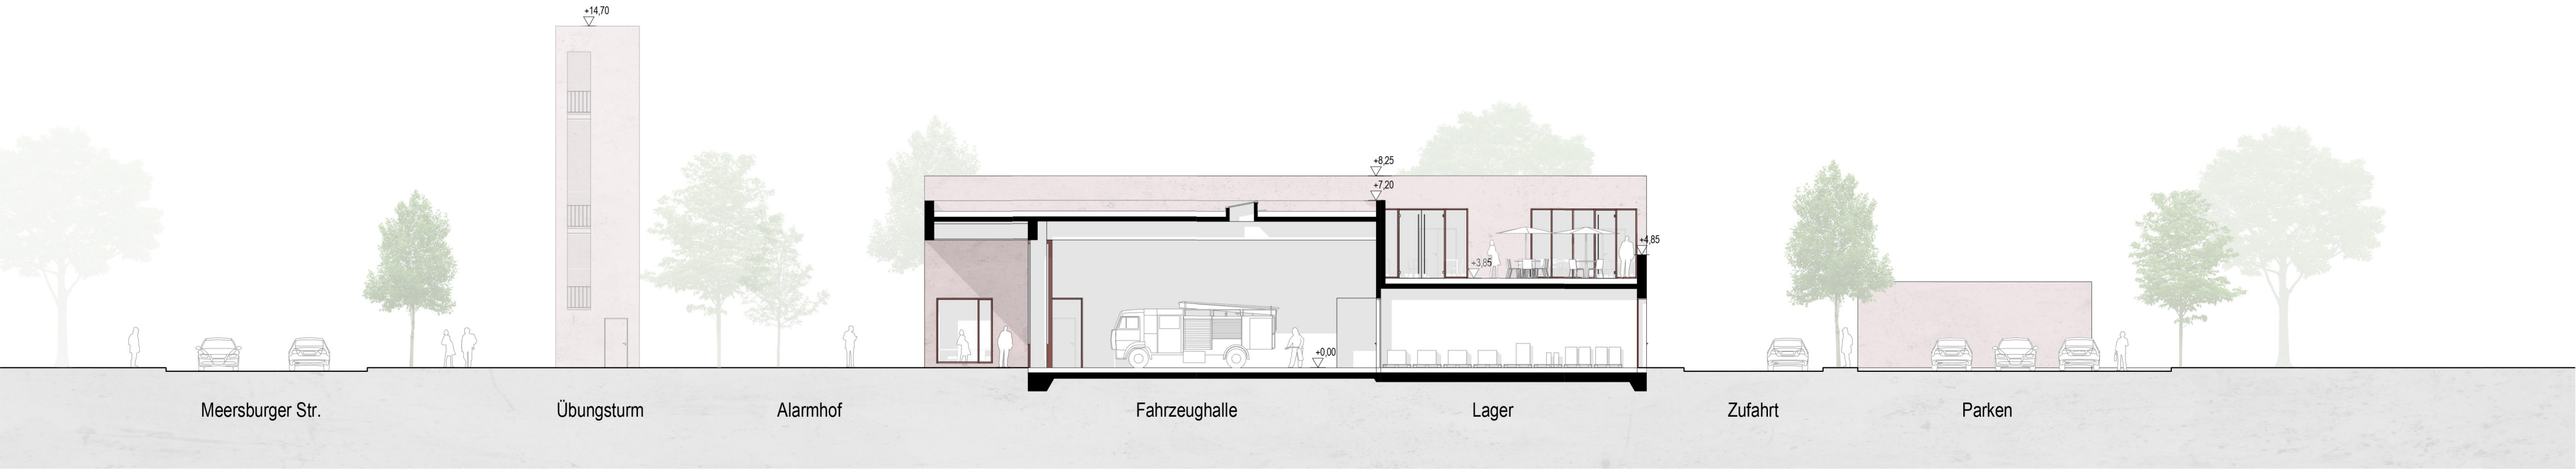 +14,70
+8,25
+7,20
+4,85
+3,85
+0,00
Meersburger Str.
Übungsturm
Alarmhof
Fahrzeughalle
Lager
Zufahrt
Parken